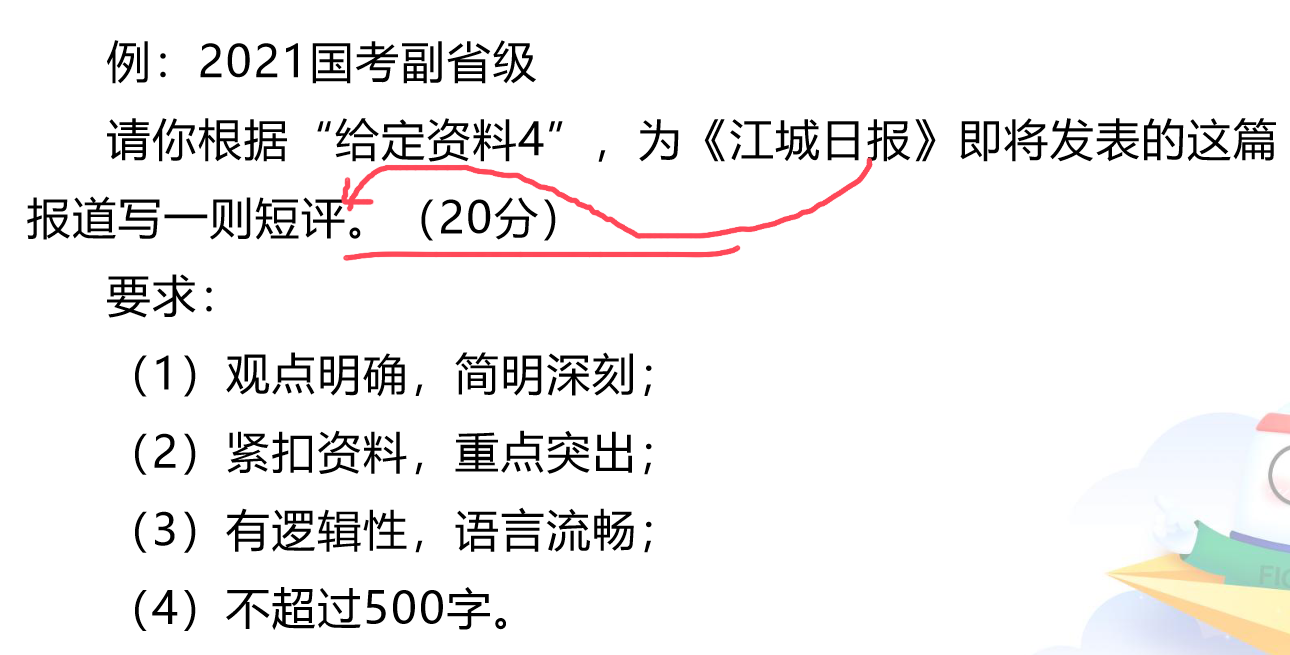 例：2021国考副省级
请你根据“给定资料4”，为《江城日报》即将发表的这篇
报道写一则短评。（20分）
要求：
（1）观点明确，简明深刻；
（2）紧扣资料，重点突出；
（3）有逻辑性，语言流畅；
（4）不超过500字。